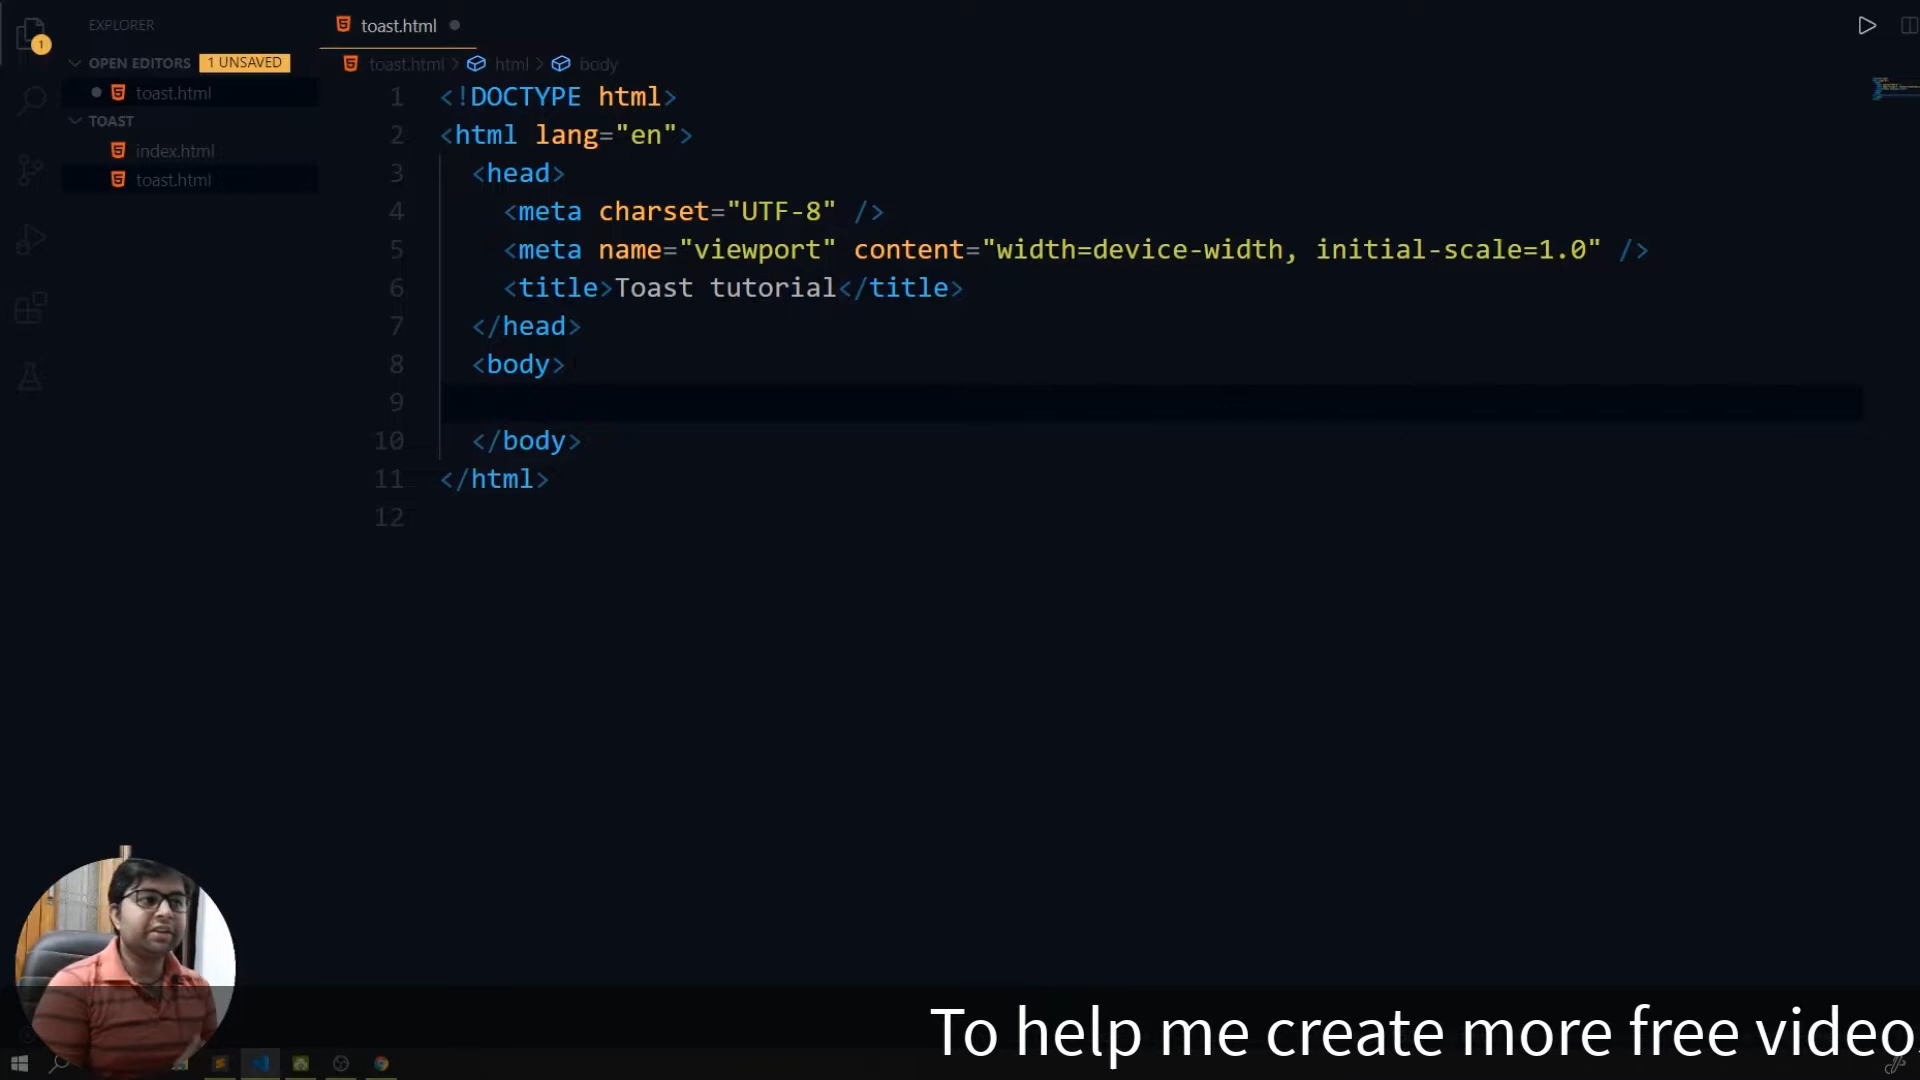 EXPLORER
OPEN EDITORS 1 UNSAVED
toast.html
TOAST
index.html
toast.html
1
toast.html
toast.html > html > body
1 <!DOCTYPE html>
2 <html lang="en">
3 <head>
4 <meta charset="UTF-8" />
5 <meta name="viewport" content="width=device-width, initial-scale=1.0" />
6 <title>Toast tutorial</title>
7 </head>
8 <body>
9
10 </body>
11 </html>
12
To help me create more free video